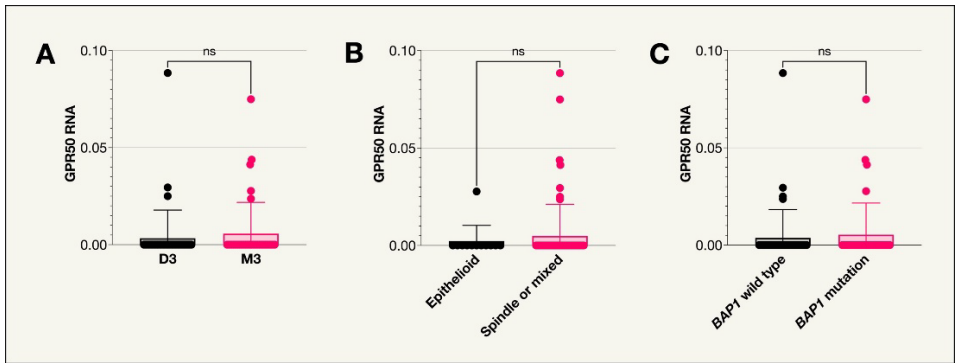 A
GPR50 RNA
0.10
0.05
0.00
ns
D3
M3
B
GPR50 RNA
0.10
0.05
0.00
ns
Epithelioid
Spindle or mixed
C
GPR50 RNA
0.10
0.05
0.00
ns
BAP1 wild type
BAP1 mutation